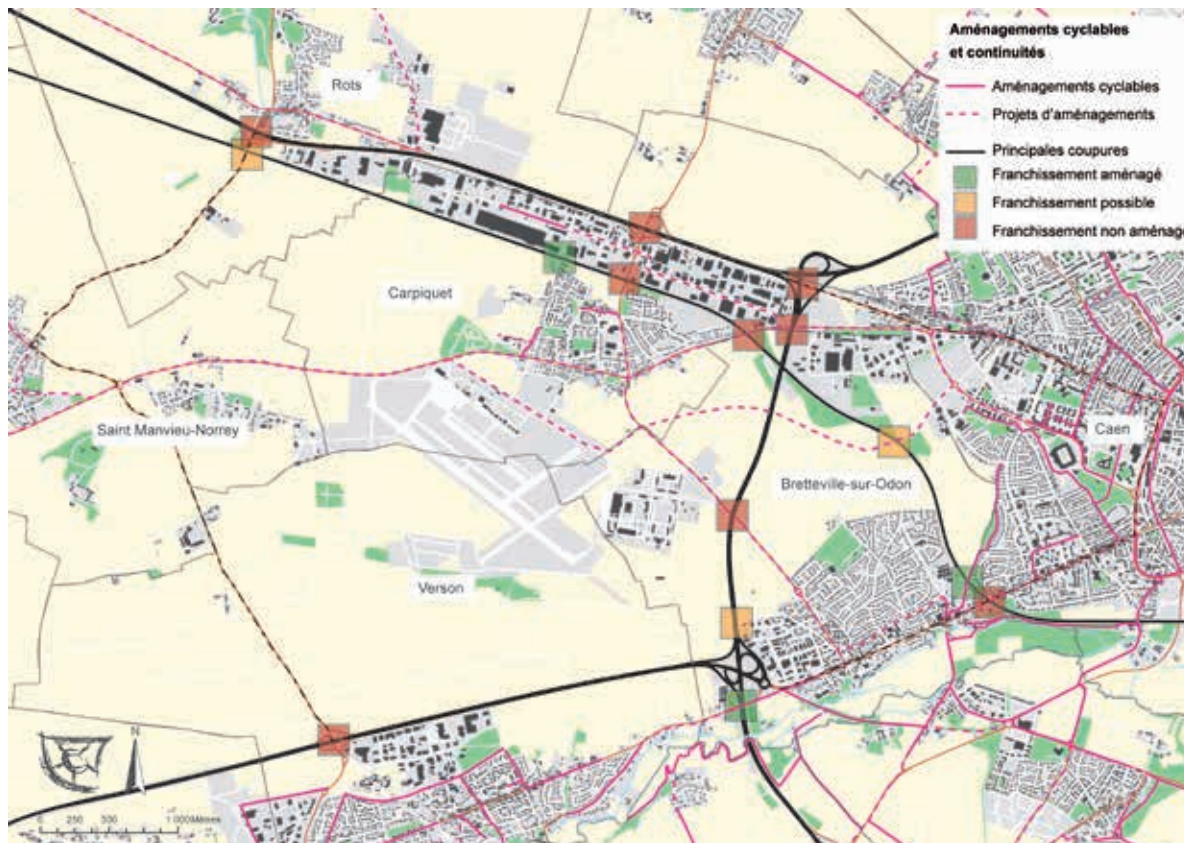 Aménagements cyclables
et continuités
Aménagements cyclables
Projets d'aménagements
Principales coupures
Franchissement aménagé
Franchissement possible
Franchissement non aménagé
Rots
Carpiquet
Saint Manvieu-Norrey
Caen
Bretteville-sur-Odon
Verson
N
0 250 500 1 000 Mètres